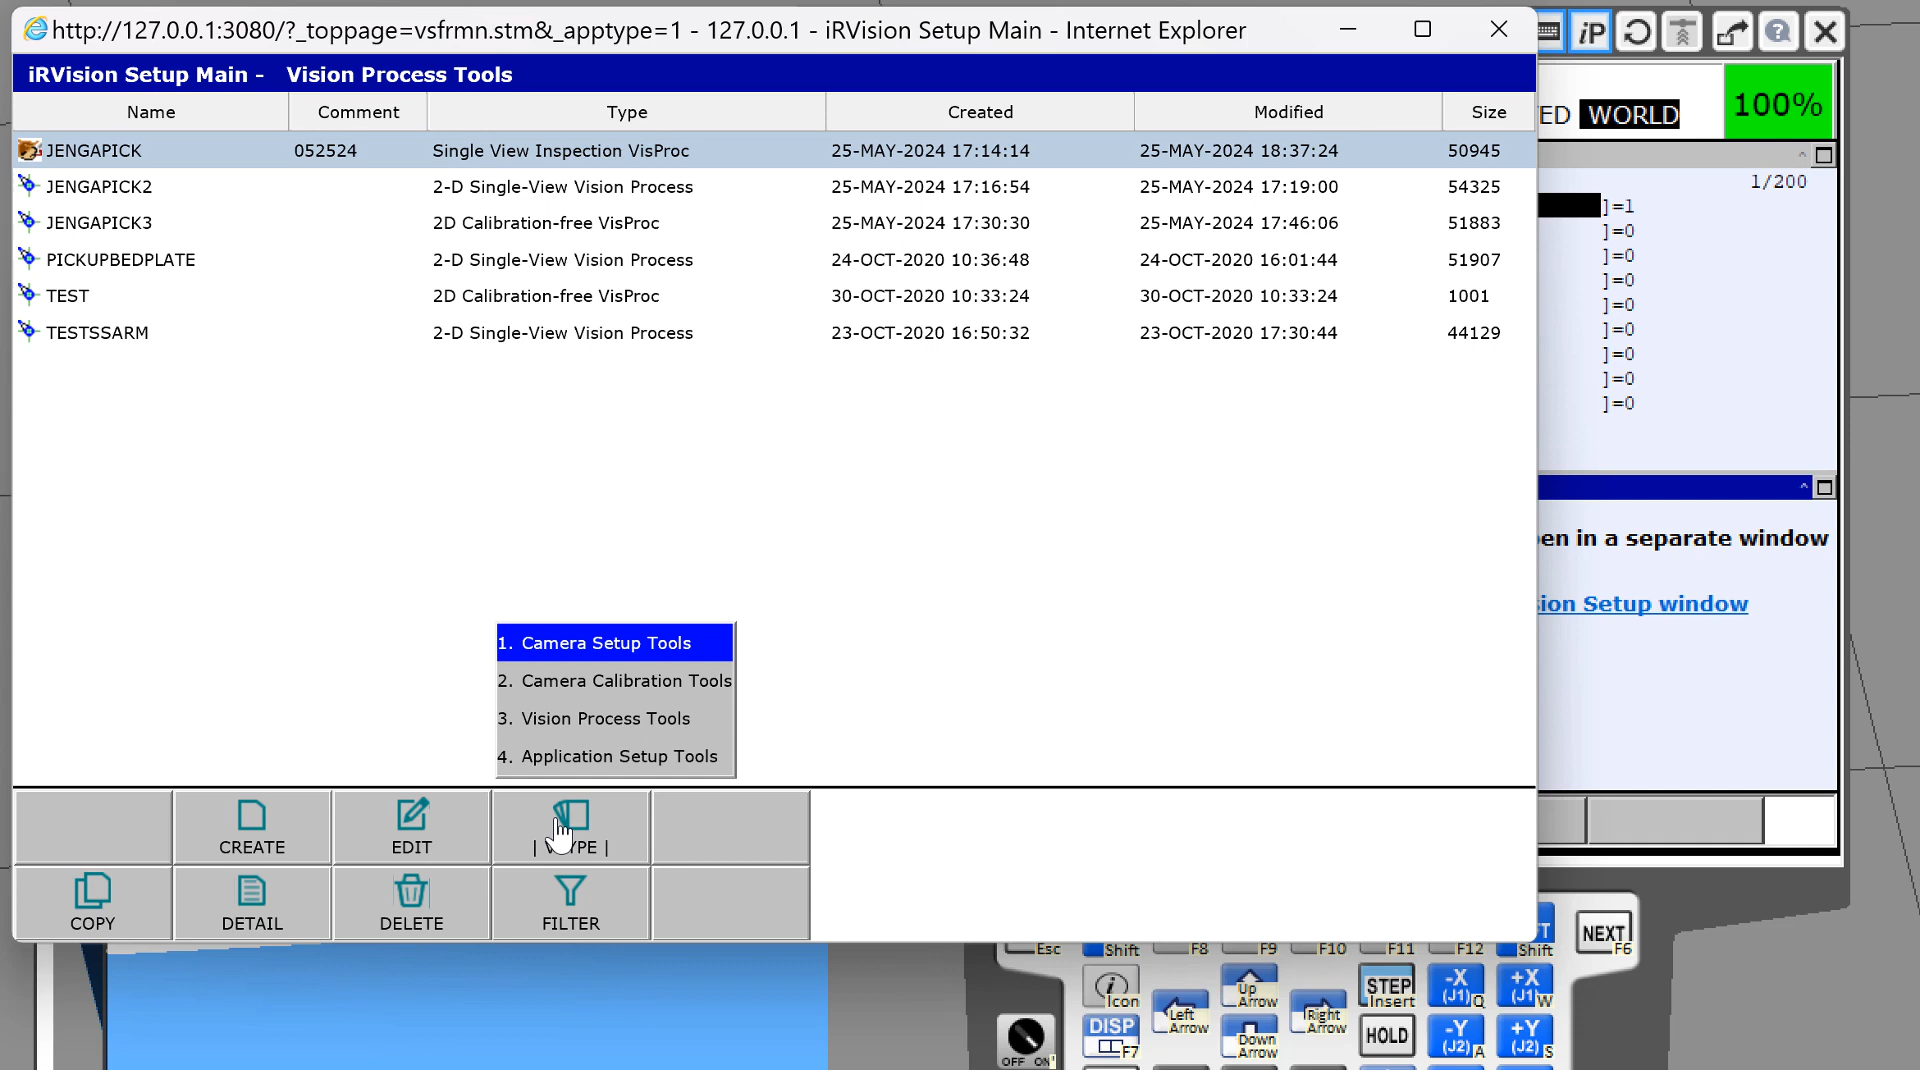 http://127.0.0.1:3080/?_toppage=vsfrmn.stm&_apptype=1 - 127.0.0.1 - iRVision Setup Main - Internet Explorer
iP
iRVision Setup Main - Vision Process Tools
Name Comment Type Created Modified Size
ED WORLD 100%
JENGAPICK 052524 Single View Inspection VisProc 25-MAY-2024 17:14:14 25-MAY-2024 18:37:24 50945
JENGAPICK2 2-D Single-View Vision Process 25-MAY-2024 17:16:54 25-MAY-2024 17:19:00 54325
JENGAPICK3 2D Calibration-free VisProc 25-MAY-2024 17:30:30 25-MAY-2024 17:46:06 51883
PICKUPBEDPLATE 2-D Single-View Vision Process 24-OCT-2020 10:36:48 24-OCT-2020 16:01:44 51907
TEST 2D Calibration-free VisProc 30-OCT-2020 10:33:24 30-OCT-2020 10:33:24 1001
TESTSSARM 2-D Single-View Vision Process 23-OCT-2020 16:50:32 23-OCT-2020 17:30:44 44129
1/200
]=1
]=0
]=0
]=0
]=0
]=0
]=0
]=0
]=0
en in a separate window
ion Setup window
1. Camera Setup Tools
2. Camera Calibration Tools
3. Vision Process Tools
4. Application Setup Tools
CREATE EDIT | YPE |
COPY DETAIL DELETE FILTER
Esc Shift F8 F9 F10 F11 F12 Shift NEXT F6
i Icon Up Arrow STEP Insert -X (J1) Q +X (J1) W
Left Arrow Right Arrow
DISP F7 Down Arrow HOLD -Y (J2) A +Y (J2) S
OFF ON